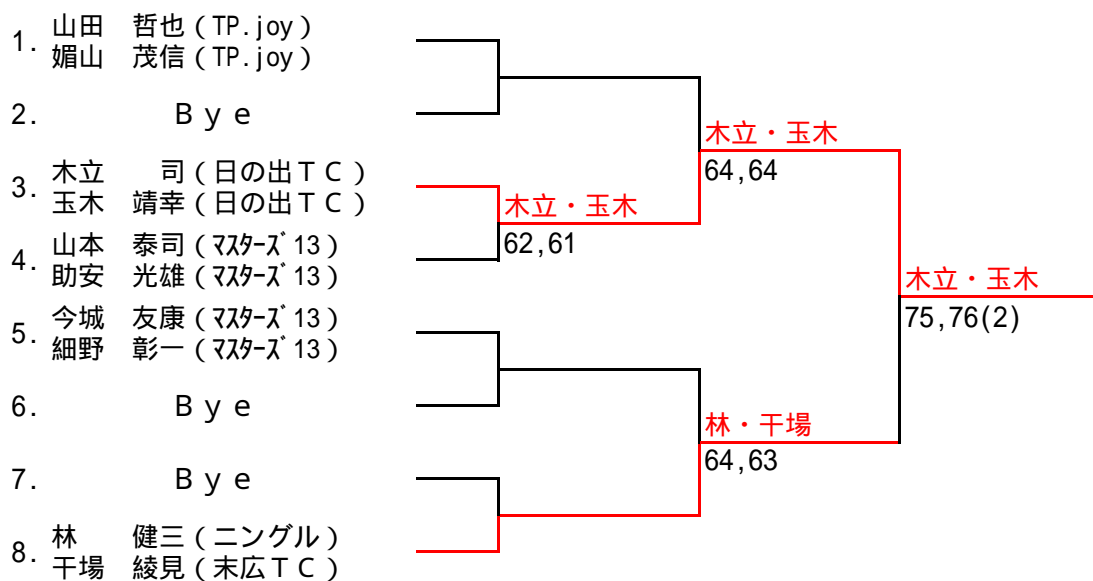 1. 山田　哲也(TP.joy)
媚山　茂信(TP.joy)
2. Ｂｙｅ
3. 木立　　司(日の出ＴＣ)
玉木　靖幸(日の出ＴＣ)
4. 山本　泰司(ﾏｽﾀｰｽﾞ13)
助安　光雄(ﾏｽﾀｰｽﾞ13)
5. 今城　友康(ﾏｽﾀｰｽﾞ13)
細野　彰一(ﾏｽﾀｰｽﾞ13)
6. Ｂｙｅ
7. Ｂｙｅ
8. 林　　健三(ニングル)
干場　綾見(末広ＴＣ)
木立・玉木
62,61
木立・玉木
64,64
林・干場
64,63
木立・玉木
75,76(2)